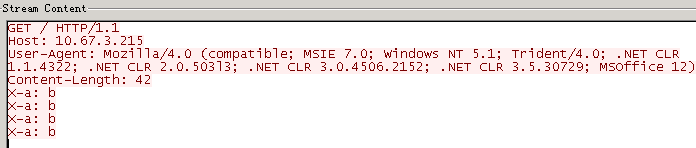 Stream Content
GET / HTTP/1.1
Host: 10.67.3.215
User-Agent: Mozilla/4.0 (compatible; MSIE 7.0; Windows NT 5.1; Trident/4.0; .NET CLR
1.1.4322; .NET CLR 2.0.503l3; .NET CLR 3.0.4506.2152; .NET CLR 3.5.30729; MSOffice 12)
Content-Length: 42
X-a: b
X-a: b
X-a: b
X-a: b